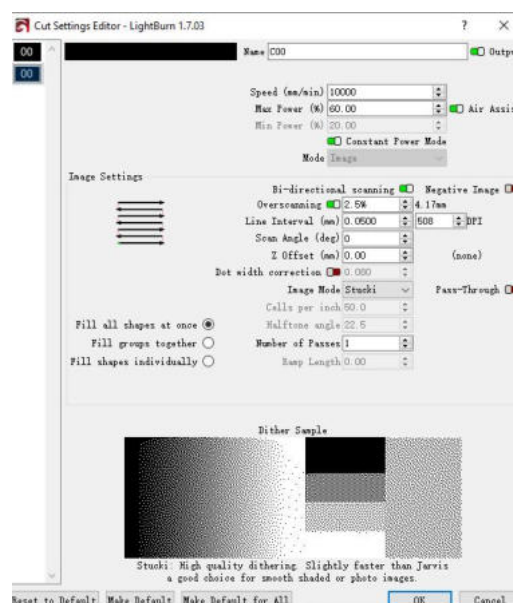 Cut Settings Editor - LightBurn 1.7.03 ? ×
00
00
Name C00 Outpu
Speed (mm/min) 10000
Max Power (%) 60.00 Air Assis
Min Power (%) 20.00
Constant Power Mode
Mode Image
Image Settings
Bi-directional scanning Negative Image
Overscanning 2.5% 4.17mm
Line Interval (mm) 0.0500 508 DPI
Scan Angle (deg) 0
Z Offset (mm) 0.00 (none)
Dot width correction 0.000
Image Mode Stucki Pass-Through
Cells per inch 50.0
Fill all shapes at once Halftone angle 22.5
Fill groups together Number of Passes 1
Fill shapes individually Ramp Length 0.00
Dither Sample
Stucki: High quality dithering. Slightly faster than Jarvis
a good choice for smooth shaded or photo images.
Reset to Default Make Default Make Default for All OK Cancel